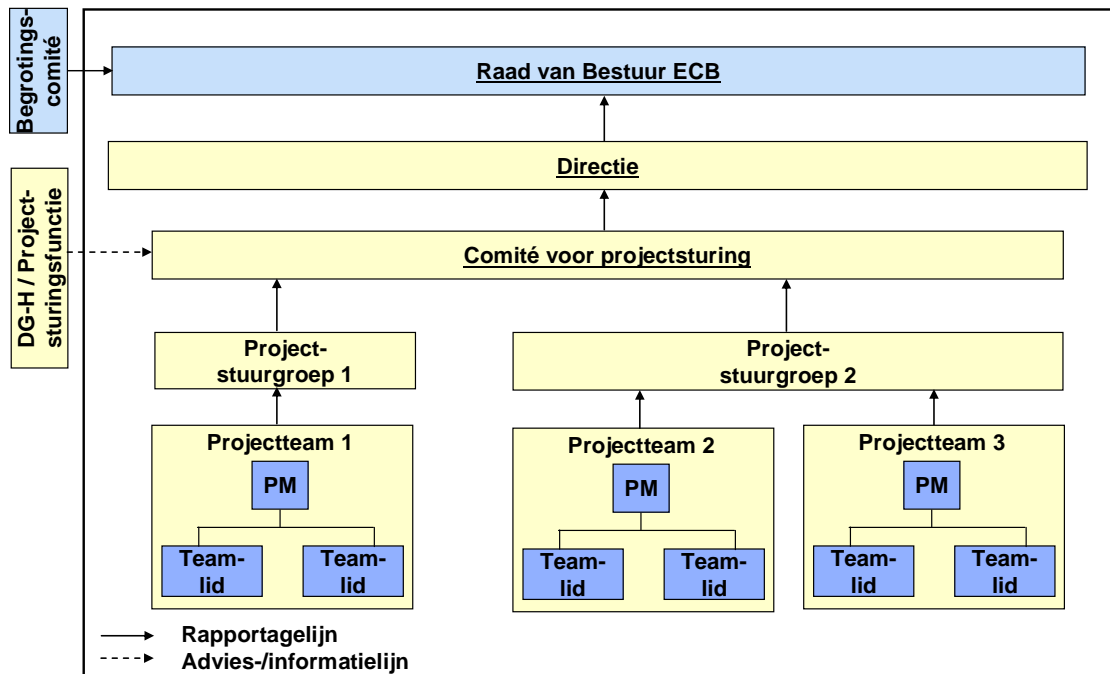 Begrotings-
comité
Raad van Bestuur ECB
Directie
DG-H / Project-
sturingsfunctie
Comité voor projectsturing
Project-
stuurgroep 1
Project-
stuurgroep 2
Projectteam 1
PM
Team-
lid
Team-
lid
Projectteam 2
PM
Team-
lid
Team-
lid
Projectteam 3
PM
Team-
lid
Team-
lid
Rapportagelijn
Advies-/informatielijn